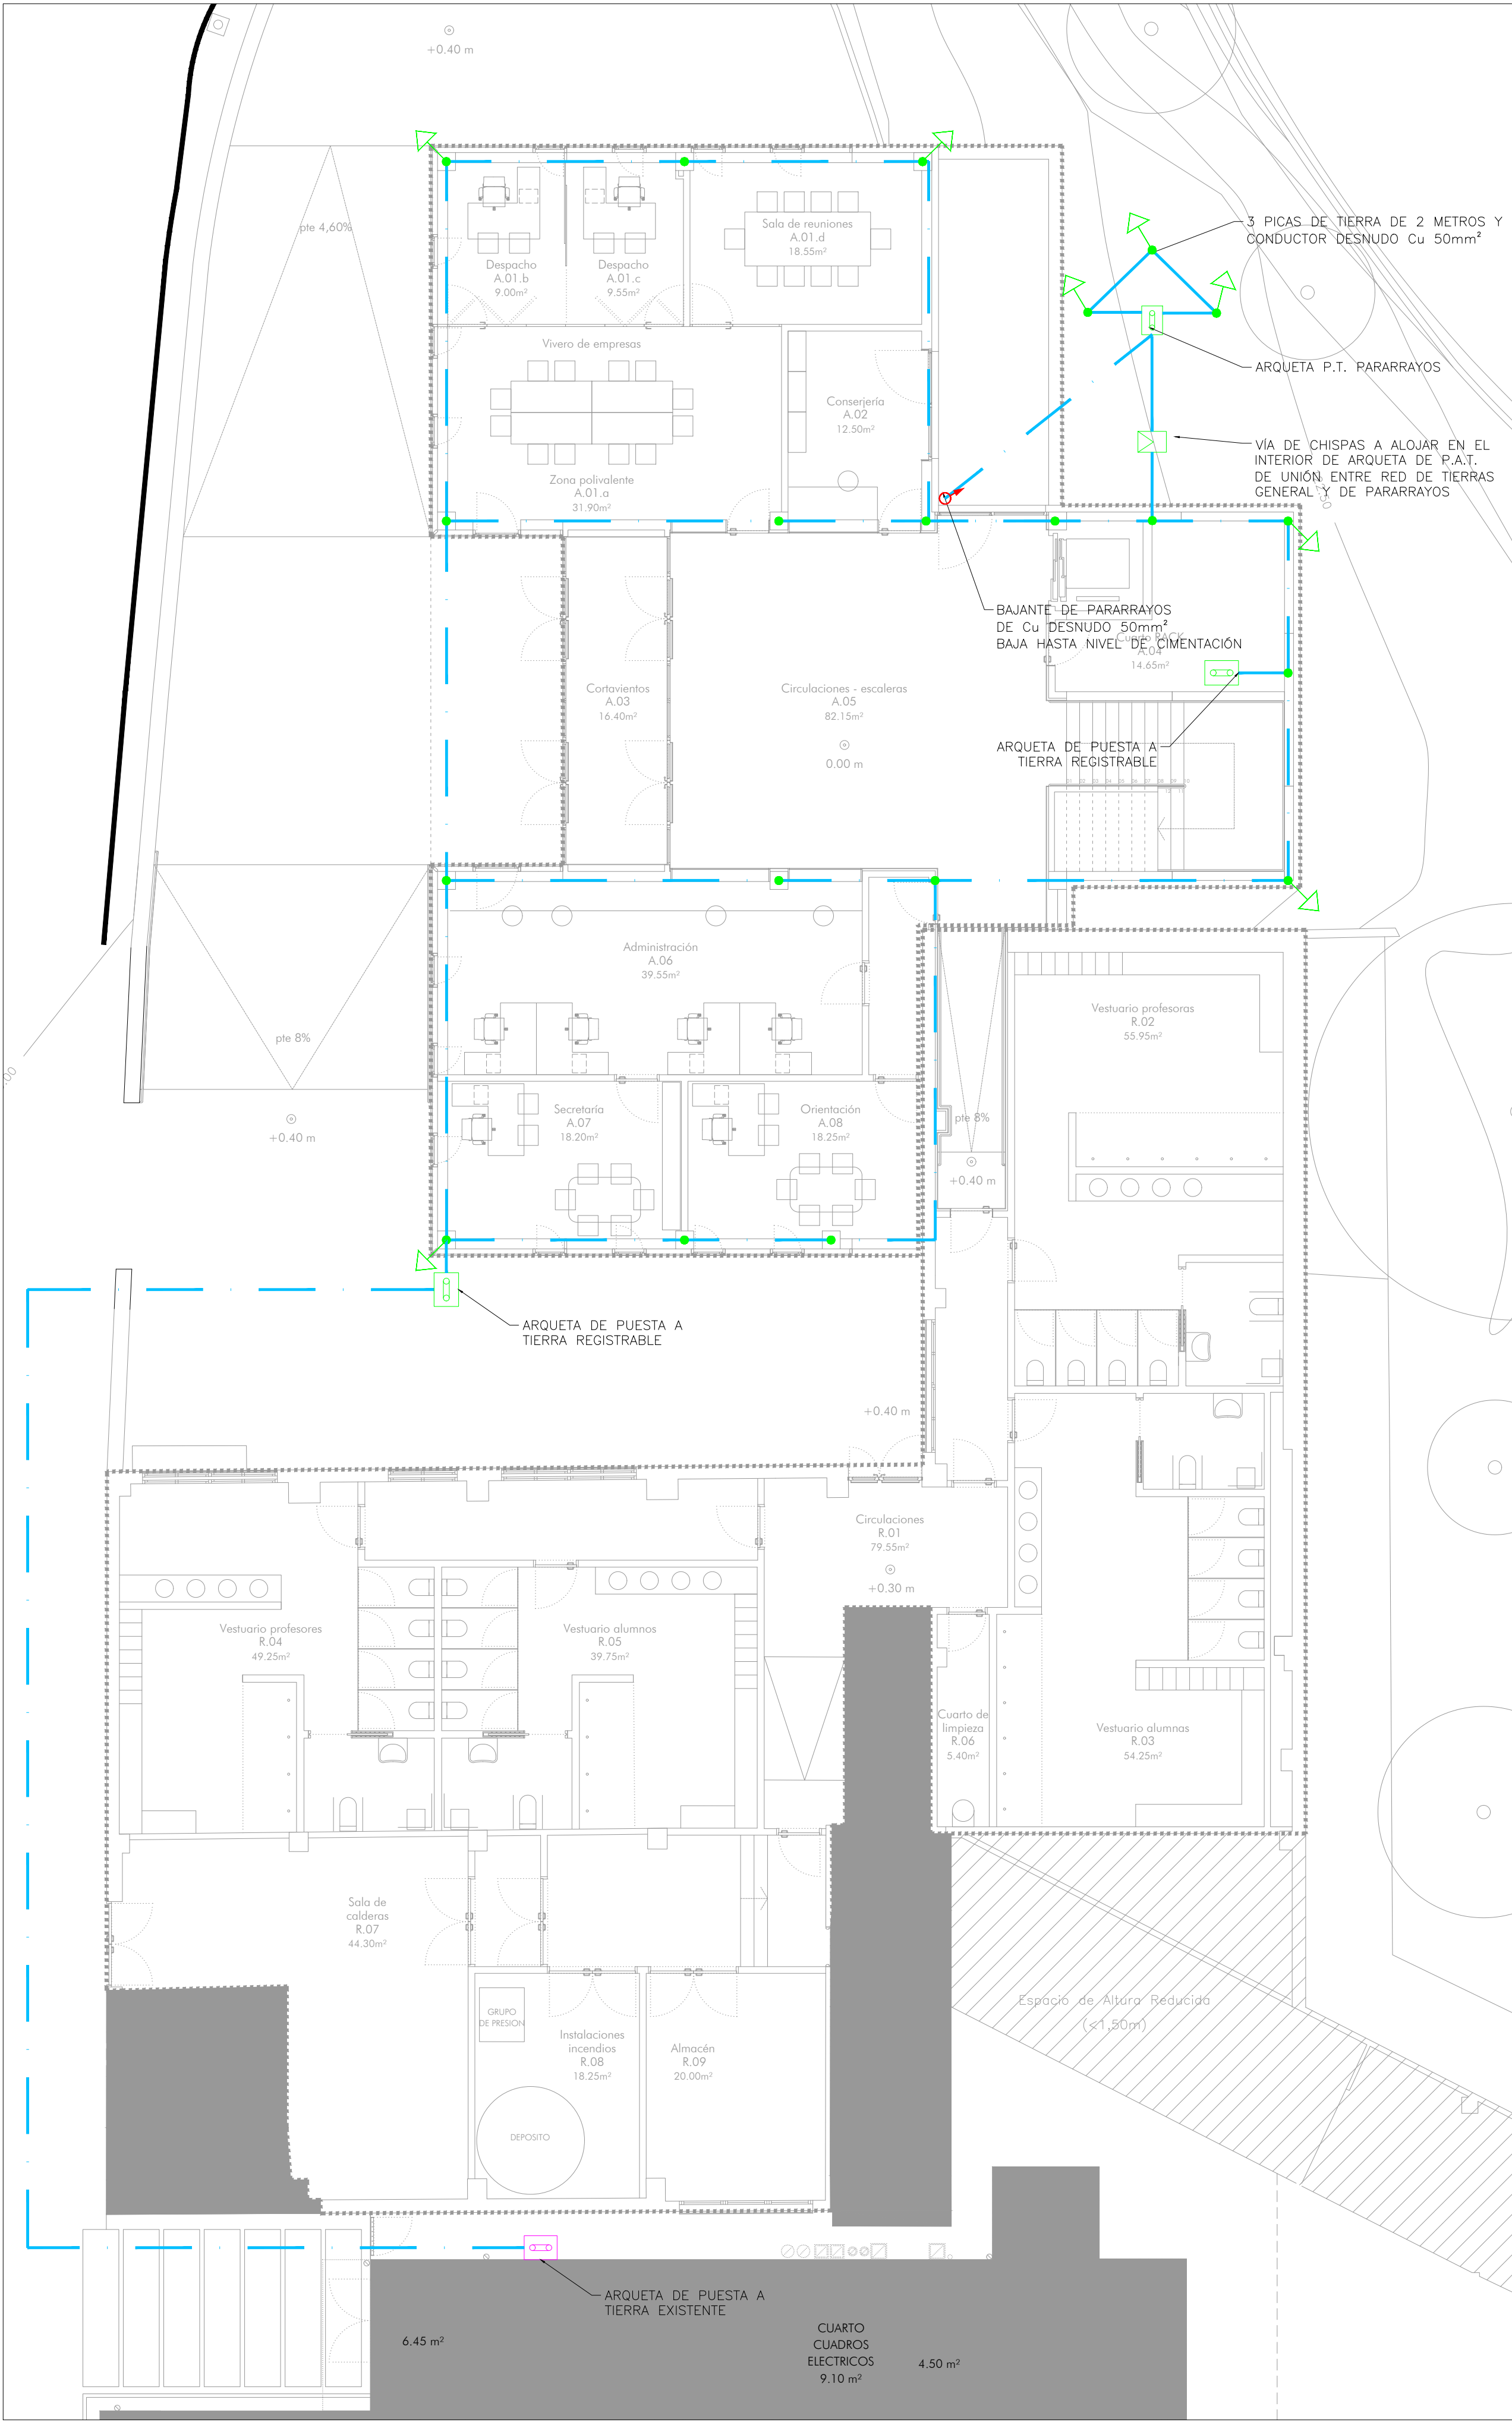 +0.40 m
pte 4,60%
Despacho
A.01.b
9.00m²
Despacho
A.01.c
9.55m²
Sala de reuniones
A.01.d
18.55m²
3 PICAS DE TIERRA DE 2 METROS Y
CONDUCTOR DESNUDO Cu 50mm²
Vivero de empresas
ARQUETA P.T. PARARRAYOS
Conserjería
A.02
12.50m²
VÍA DE CHISPAS A ALOJAR EN EL
INTERIOR DE ARQUETA DE P.A.T.
DE UNIÓN ENTRE RED DE TIERRAS
GENERAL Y DE PARARRAYOS
Zona polivalente
A.01.a
31.90m²
BAJANTE DE PARARRAYOS
DE Cu DESNUDO 50mm²
BAJA HASTA NIVEL DE CIMENTACIÓN
Cuarto RACK
A.04
14.65m²
Cortavientos
A.03
16.40m²
Circulaciones - escaleras
A.05
82.15m²
0.00 m
ARQUETA DE PUESTA A
TIERRA REGISTRABLE
Administración
A.06
39.55m²
Vestuario profesoras
R.02
55.95m²
pte 8%
+0.40 m
Secretaría
A.07
18.20m²
Orientación
A.08
18.25m²
pte 8%
+0.40 m
ARQUETA DE PUESTA A
TIERRA REGISTRABLE
+0.40 m
Circulaciones
R.01
79.55m²
+0.30 m
Vestuario profesores
R.04
49.25m²
Vestuario alumnos
R.05
39.75m²
Cuarto de
limpieza
R.06
5.40m²
Vestuario alumnas
R.03
54.25m²
Sala de
calderas
R.07
44.30m²
GRUPO
DE PRESION
Instalaciones
incendios
R.08
18.25m²
Almacén
R.09
20.00m²
Espacio de Altura Reducida
(<1,50m)
DEPOSITO
ARQUETA DE PUESTA A
TIERRA EXISTENTE
6.45 m²
CUARTO
CUADROS
ELECTRICOS
9.10 m²
4.50 m²